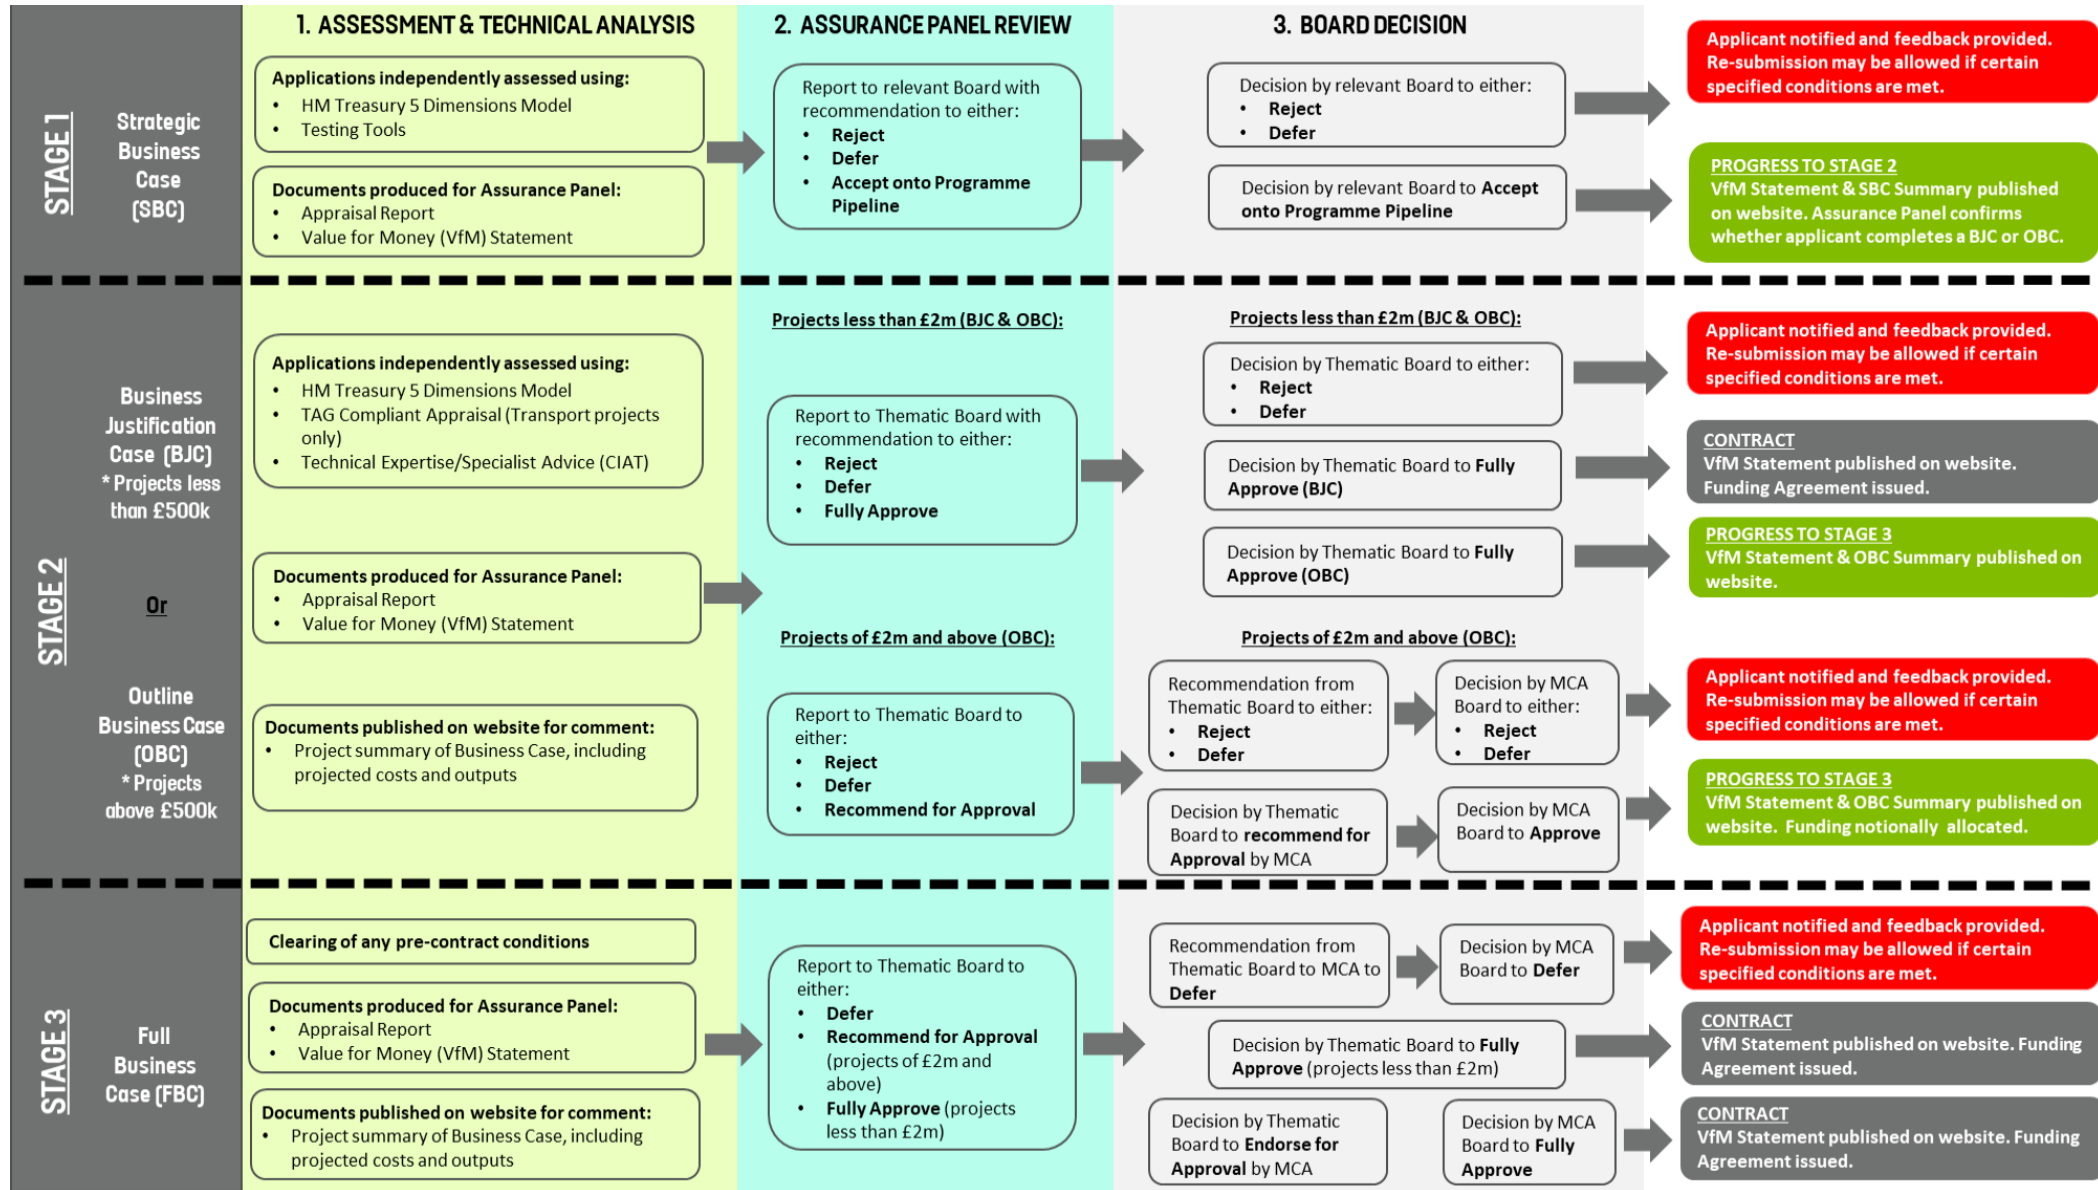 1. ASSESSMENT & TECHNICAL ANALYSIS
2. ASSURANCE PANEL REVIEW
3. BOARD DECISION
STAGE 1
Strategic
Business
Case
(SBC)
Applications independently assessed using:
• HM Treasury 5 Dimensions Model
• Testing Tools
Documents produced for Assurance Panel:
• Appraisal Report
• Value for Money (VfM) Statement
Report to relevant Board with
recommendation to either:
• Reject
• Defer
• Accept onto Programme
Pipeline
Decision by relevant Board to either:
• Reject
• Defer
Decision by relevant Board to Accept
onto Programme Pipeline
Applicant notified and feedback provided.
Re-submission may be allowed if certain
specified conditions are met.
PROGRESS TO STAGE 2
VfM Statement & SBC Summary published
on website. Assurance Panel confirms
whether applicant completes a BJC or OBC.
STAGE 2
Business
Justification
Case (BJC)
* Projects less
than £500k
Or
Outline
Business Case
(OBC)
* Projects
above £500k
Applications independently assessed using:
• HM Treasury 5 Dimensions Model
• TAG Compliant Appraisal (Transport projects
only)
• Technical Expertise/Specialist Advice (CIAT)
Documents produced for Assurance Panel:
• Appraisal Report
• Value for Money (VfM) Statement
Documents published on website for comment:
• Project summary of Business Case, including
projected costs and outputs
Projects less than £2m (BJC & OBC):
Report to Thematic Board with
recommendation to either:
• Reject
• Defer
• Fully Approve
Projects of £2m and above (OBC):
Report to Thematic Board to
either:
• Reject
• Defer
• Recommend for Approval
Projects less than £2m (BJC & OBC):
Decision by Thematic Board to either:
• Reject
• Defer
Decision by Thematic Board to Fully
Approve (BJC)
Decision by Thematic Board to Fully
Approve (OBC)
Projects of £2m and above (OBC):
Recommendation from
Thematic Board to either:
• Reject
• Defer
Decision by MCA
Board to either:
• Reject
• Defer
Decision by Thematic
Board to recommend for
Approval by MCA
Decision by MCA
Board to Approve
Applicant notified and feedback provided.
Re-submission may be allowed if certain
specified conditions are met.
CONTRACT
VfM Statement published on website.
Funding Agreement issued.
PROGRESS TO STAGE 3
VfM Statement & OBC Summary published on
website.
Applicant notified and feedback provided.
Re-submission may be allowed if certain
specified conditions are met.
PROGRESS TO STAGE 3
VfM Statement & OBC Summary published on
website. Funding notionally allocated.
STAGE 3
Full
Business
Case (FBC)
Clearing of any pre-contract conditions
Documents produced for Assurance Panel:
• Appraisal Report
• Value for Money (VfM) Statement
Documents published on website for comment:
• Project summary of Business Case, including
projected costs and outputs
Report to Thematic Board to
either:
• Defer
• Recommend for Approval
(projects of £2m and
above)
• Fully Approve (projects
less than £2m)
Recommendation from
Thematic Board to MCA to
Defer
Decision by MCA
Board to Defer
Decision by Thematic Board to Fully
Approve (projects less than £2m)
Decision by Thematic
Board to Endorse for
Approval by MCA
Decision by MCA
Board to Fully
Approve
Applicant notified and feedback provided.
Re-submission may be allowed if certain
specified conditions are met.
CONTRACT
VfM Statement published on website. Funding
Agreement issued.
CONTRACT
VfM Statement published on website. Funding
Agreement issued.